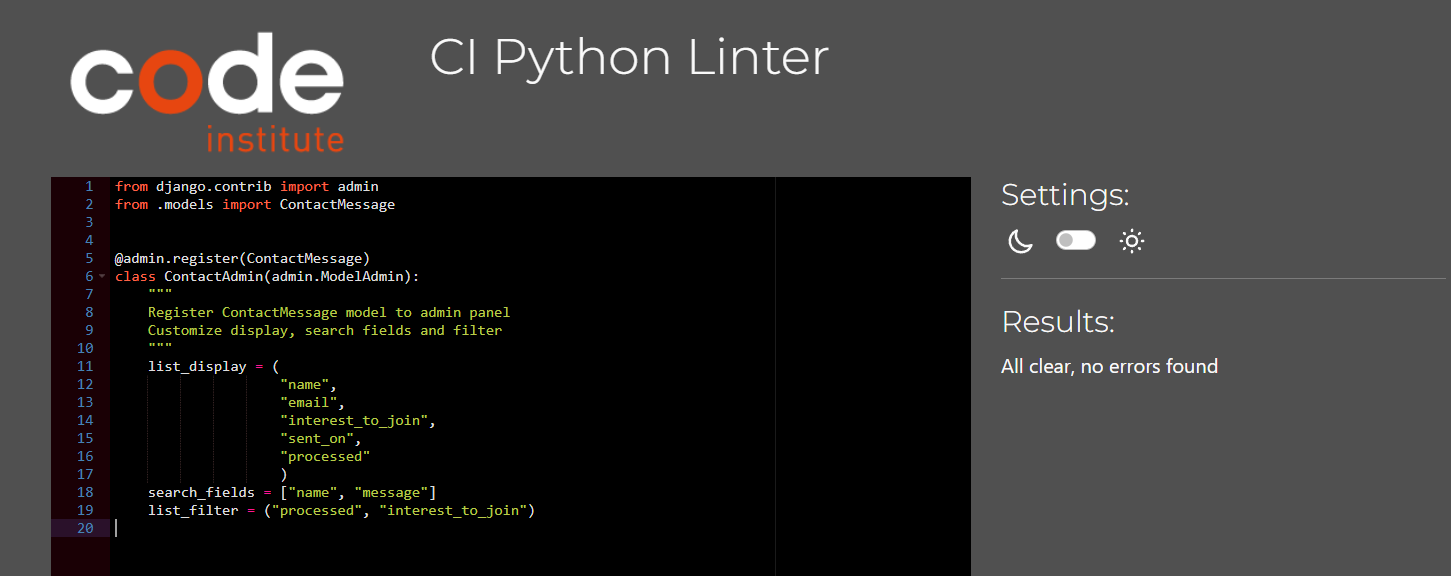 code
institute
CI Python Linter
1 from django.contrib import admin
2 from .models import ContactMessage
3
4
5 @admin.register(ContactMessage)
6 class ContactAdmin(admin.ModelAdmin):
7     """
8     Register ContactMessage model to admin panel
9     Customize display, search fields and filter
10     """
11     list_display = (
12                     "name",
13                     "email",
14                     "interest_to_join",
15                     "sent_on",
16                     "processed"
17                     )
18     search_fields = ["name", "message"]
19     list_filter = ("processed", "interest_to_join")
20
Settings:
Results:
All clear, no errors found